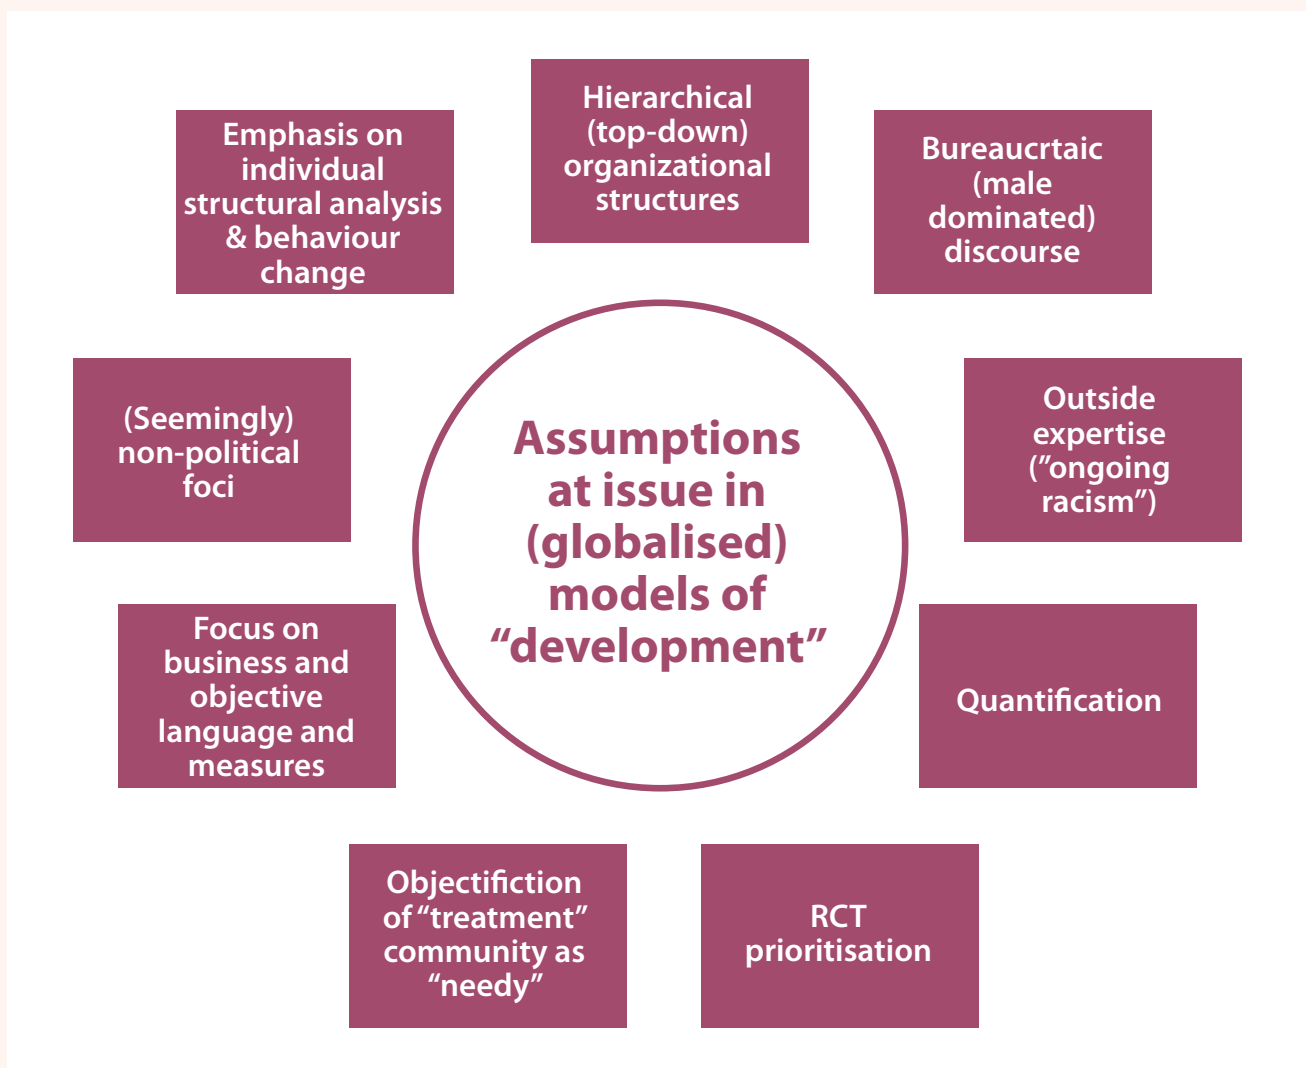 Hierarchical
(top-down)
organizational
structures
Bureaucrtaic
(male
dominated)
discourse
Outside
expertise
(”ongoing
racism”)
Quantification
RCT
prioritisation
Objectifiction
of “treatment”
community as
“needy”
Focus on
business and
objective
language and
measures
(Seemingly)
non-political
foci
Emphasis on
individual
structural analysis
& behaviour
change
Assumptions
at issue in
(globalised)
models of
“development”